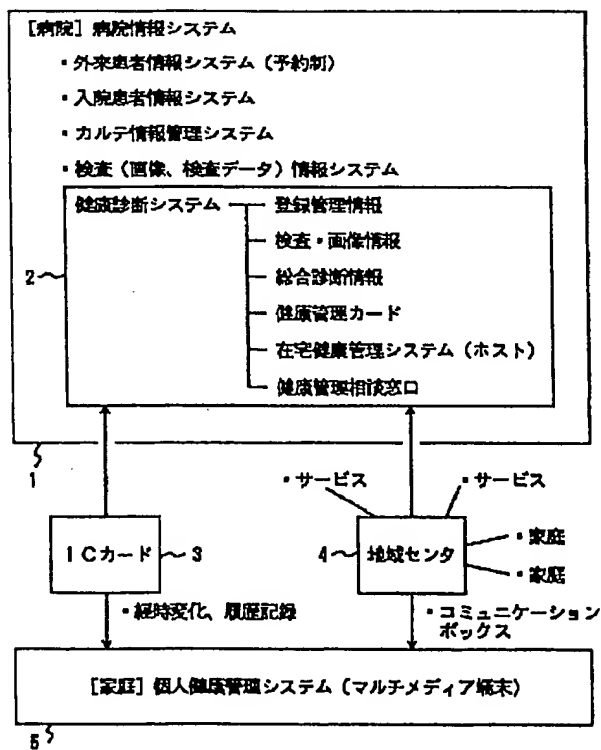 [病院] 病院情報システム
・外来患者情報システム (予約制)
・入院患者情報システム
・カルテ情報管理システム
・検査 (画像、検査データ) 情報システム
健康診断システム
登録管理情報
検査・画像情報
総合診断情報
健康管理カード
在宅健康管理システム (ホスト)
健康管理相談窓口
2
1
・サービス
・サービス
ICカード
3
4
地域センタ
・家庭
・家庭
・経時変化、履歴記録
・コミュニケーション
ボックス
[家庭] 個人健康管理システム (マルチメディア端末)
5